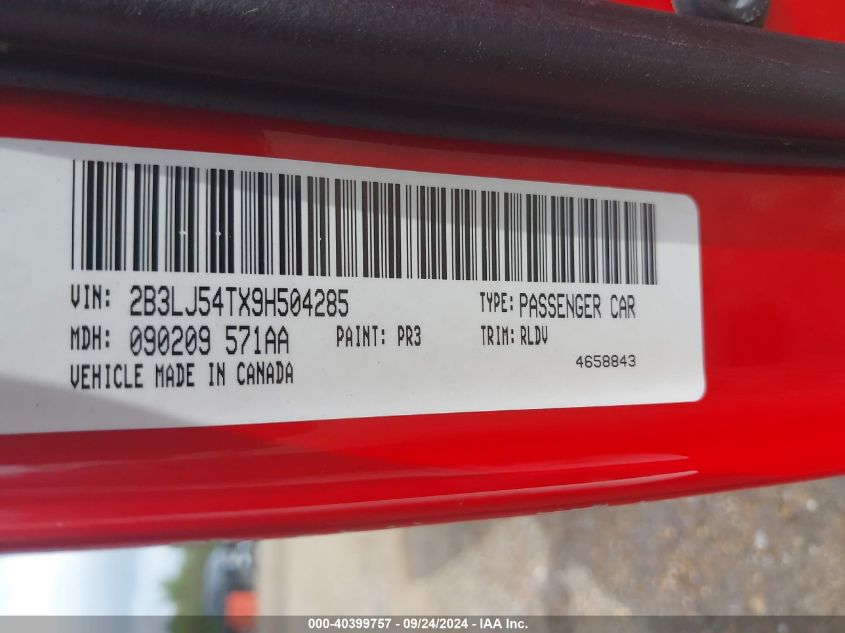 VIN: 2B3LJ54TX9H504285 TYPE: PASSENGER CAR
MDH: 090209 571AA PAINT: PR3 TRIM: RLDV
VEHICLE MADE IN CANADA 4658843
000-40399757 - 09/24/2024 - IAA Inc.